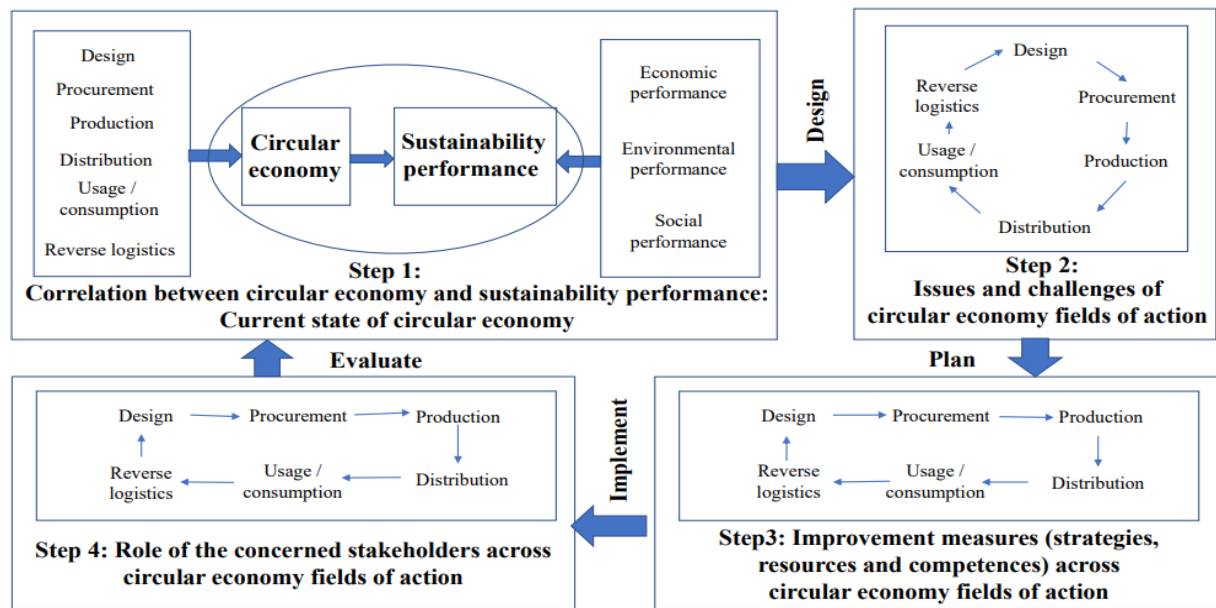 Design
Procurement
Production
Distribution
Usage /
consumption
Reverse logistics
Circular
economy
Sustainability
performance
Economic
performance
Environmental
performance
Social
performance
Step 1:
Correlation between circular economy and sustainability performance:
Current state of circular economy
Design
Design
Procurement
Production
Distribution
Usage /
consumption
Reverse
logistics
Step 2:
Issues and challenges of
circular economy fields of action
Plan
Design
Procurement
Production
Distribution
Usage /
consumption
Reverse
logistics
Step3: Improvement measures (strategies,
resources and competences) across
circular economy fields of action
Implement
Design
Procurement
Production
Distribution
Usage /
consumption
Reverse
logistics
Step 4: Role of the concerned stakeholders across
circular economy fields of action
Evaluate